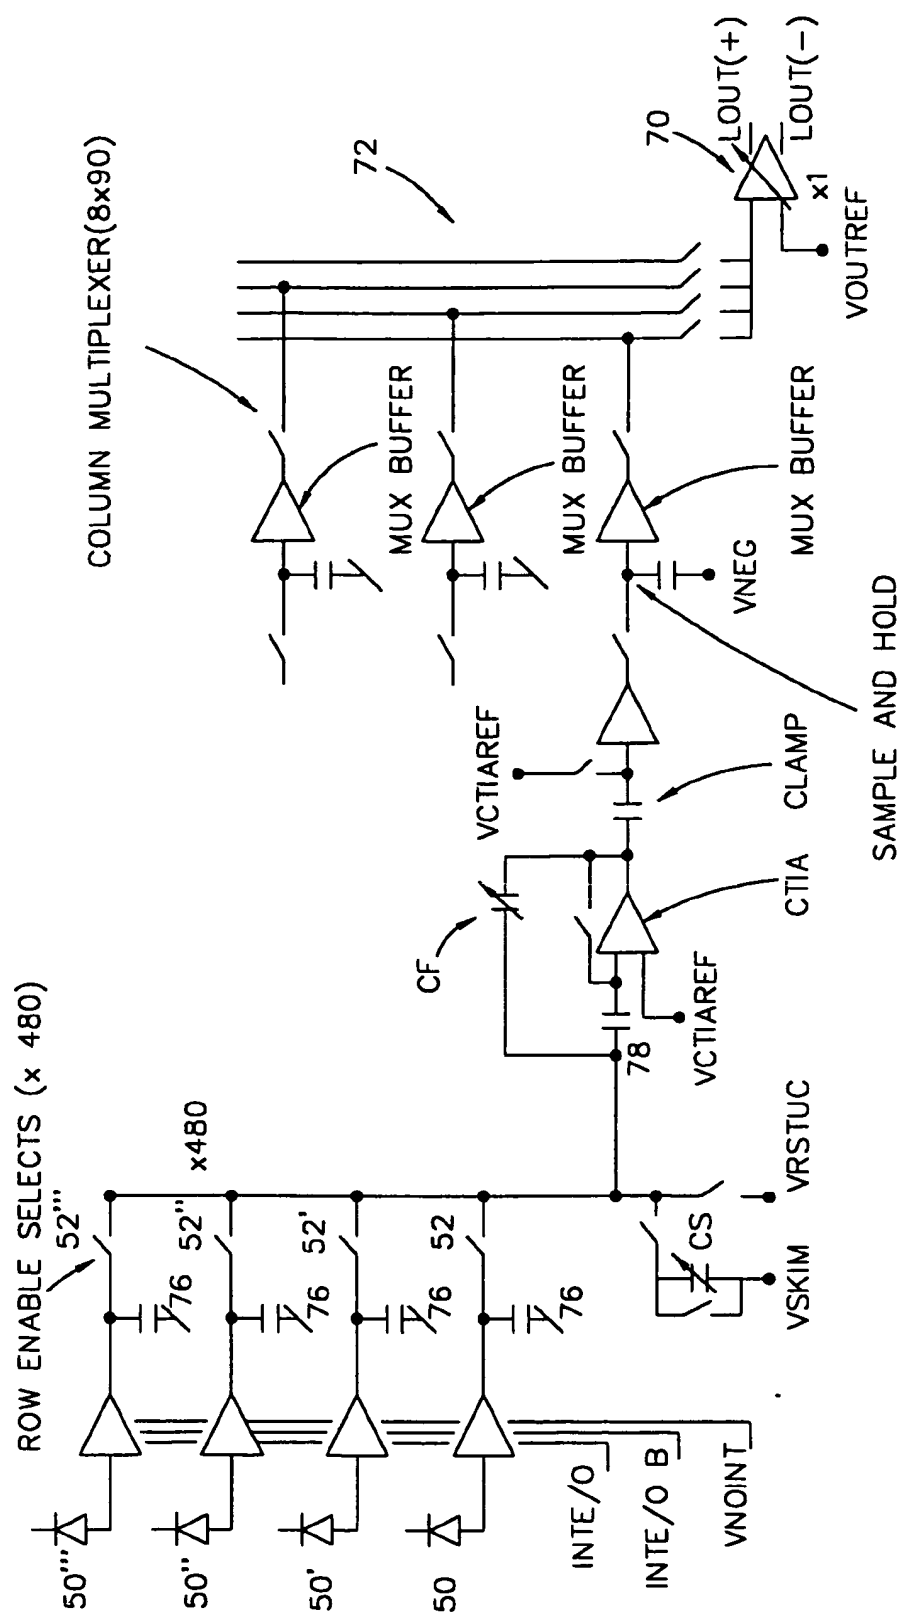 ROW ENABLE SELECTS (x 480)
COLUMN MULTIPLEXER(8x90)
72
70
LOUT(+)
LOUT(-)
x1
VOUTREF
50'''
52'''
76
x480
50''
52''
76
50'
52'
76
50
52
76
INTE/O
INTE/O B
VNOINT
CS
VSKIM
VRSTUC
CF
78
VCTIAREF
CTIA
CLAMP
VCTIAREF
SAMPLE AND HOLD
VNEG
MUX BUFFER
MUX BUFFER
MUX BUFFER